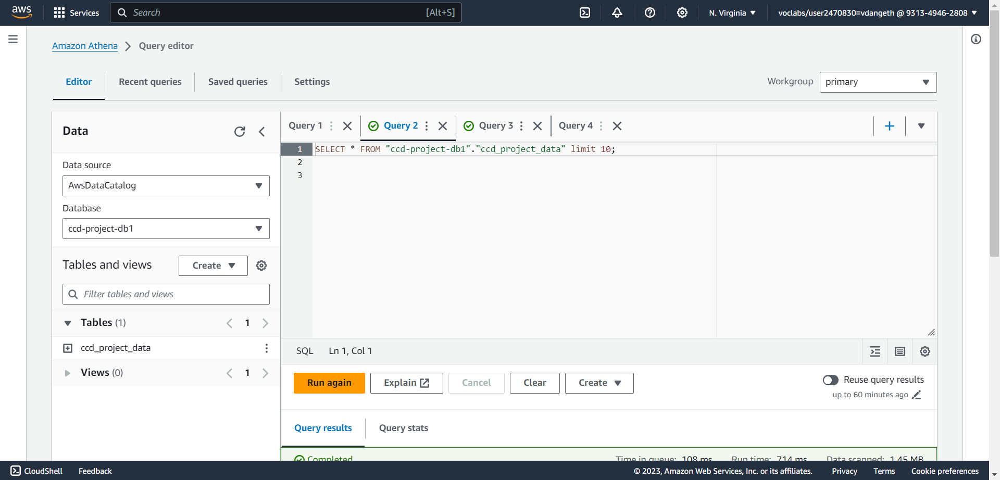 aws
Services
Search [Alt+S]
N. Virginia
voclabs/user2470830=vdangeth @ 9313-4946-2808
Amazon Athena Query editor
Editor Recent queries Saved queries Settings
Workgroup primary
Data
Data source
AwsDataCatalog
Database
ccd-project-db1
Tables and views
Create
Filter tables and views
Tables (1) 1
ccd_project_data
Views (0) 1
Query 1 Query 2 Query 3 Query 4
1 SELECT * FROM "ccd-project-db1"."ccd_project_data" limit 10;
2
3
SQL Ln 1, Col 1
Run again Explain Cancel Clear Create
Reuse query results
up to 60 minutes ago
Query results Query stats
Completed Time in queue: 108 ms Run time: 714 ms Data scanned: 1.45 MB
CloudShell Feedback © 2023, Amazon Web Services, Inc. or its affiliates. Privacy Terms Cookie preferences